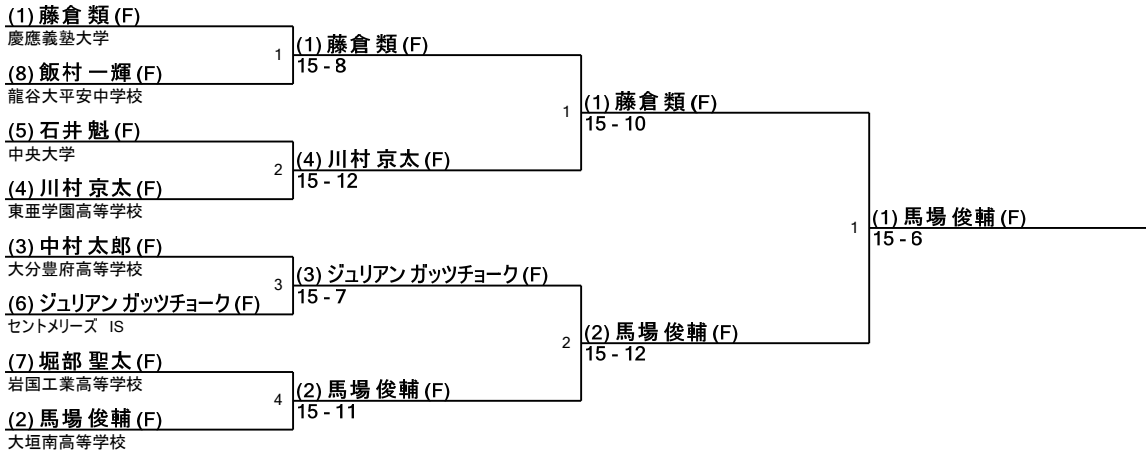 (1) 藤倉 類 (F)
慶應義塾大学
(8) 飯村 一輝 (F)
龍谷大平安中学校
(5) 石井 魁 (F)
中央大学
(4) 川村 京太 (F)
東亜学園高等学校
(3) 中村 太郎 (F)
大分豊府高等学校
(6) ジュリアン ガッツチョーク (F)
セントメリーズ IS
(7) 堀部 聖太 (F)
岩国工業高等学校
(2) 馬場 俊輔 (F)
大垣南高等学校
1
(1) 藤倉 類 (F)
15 - 8
2
(4) 川村 京太 (F)
15 - 12
3
(3) ジュリアン ガッツチョーク (F)
15 - 7
4
(2) 馬場 俊輔 (F)
15 - 11
1
(1) 藤倉 類 (F)
15 - 10
2
(2) 馬場 俊輔 (F)
15 - 12
1
(1) 馬場 俊輔 (F)
15 - 6